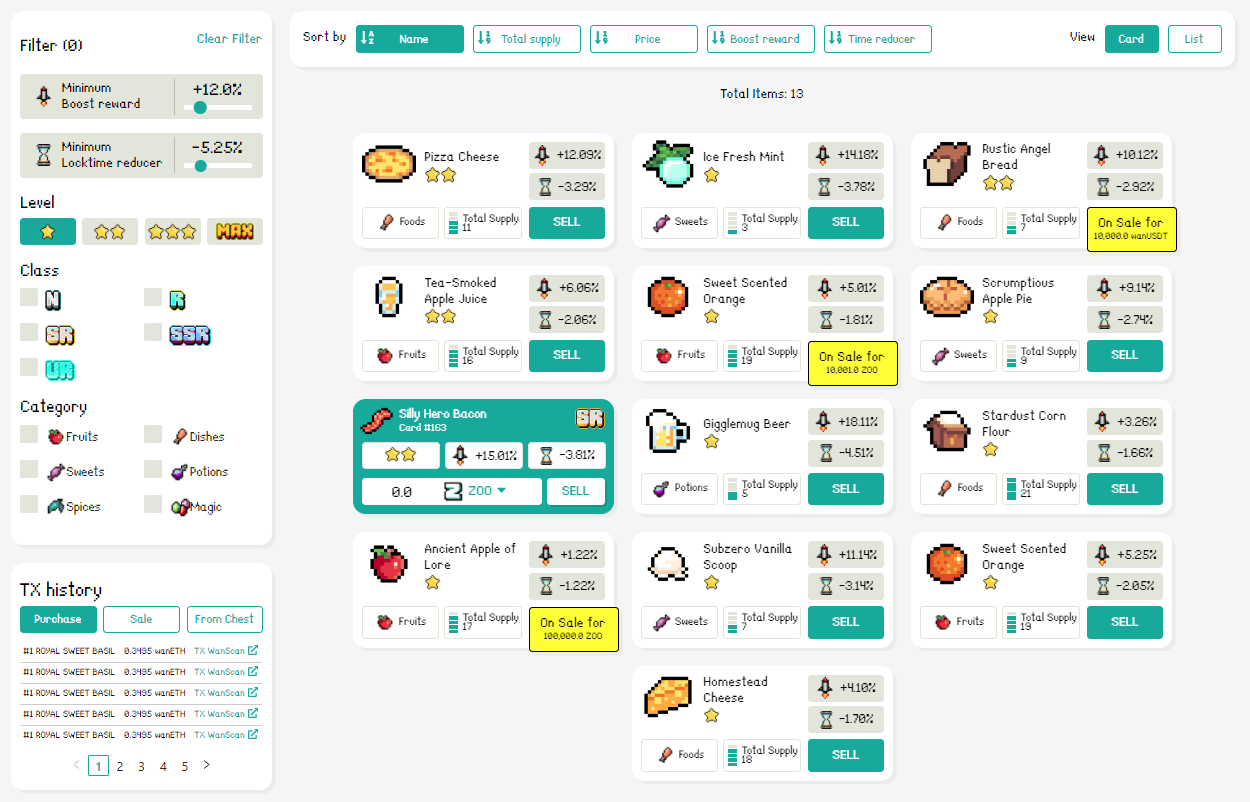 Filter (0)
Clear Filter
Minimum
Boost reward
+12.0%
Minimum
Locktime reducer
-5.25%
Level
MAX
Class
N
R
SR
SSR
UR
Category
Fruits
Dishes
Sweets
Potions
Spices
Magic
TX history
Purchase
Sale
From Chest
#1 ROYAL SWEET BASIL 0.3495 wanETH TX WanScan
#1 ROYAL SWEET BASIL 0.3495 wanETH TX WanScan
#1 ROYAL SWEET BASIL 0.3495 wanETH TX WanScan
#1 ROYAL SWEET BASIL 0.3495 wanETH TX WanScan
#1 ROYAL SWEET BASIL 0.3495 wanETH TX WanScan
< 1 2 3 4 5 >
Sort by
Name
Total supply
Price
Boost reward
Time reducer
View
Card
List
Total Items: 13
Pizza Cheese
+12.09%
-3.29%
Foods
Total Supply
11
SELL
Ice Fresh Mint
+14.18%
-3.78%
Sweets
Total Supply
3
SELL
Rustic Angel
Bread
+10.12%
-2.92%
Foods
Total Supply
7
On Sale for
10,000.0 wanUSDT
Tea-Smoked
Apple Juice
+6.06%
-2.06%
Fruits
Total Supply
16
SELL
Sweet Scented
Orange
+5.01%
-1.81%
Fruits
Total Supply
19
On Sale for
10,001.0 ZOO
Scrumptious
Apple Pie
+9.14%
-2.74%
Sweets
Total Supply
9
SELL
Silly Hero Bacon
Card #163
SR
+15.01%
-3.81%
0.0
ZOO
SELL
Gigglemug Beer
+18.11%
-4.51%
Potions
Total Supply
5
SELL
Stardust Corn
Flour
+3.26%
-1.66%
Foods
Total Supply
21
SELL
Ancient Apple of
Lore
+1.22%
-1.22%
Fruits
Total Supply
17
On Sale for
100,000.0 ZOO
Subzero Vanilla
Scoop
+11.14%
-3.14%
Sweets
Total Supply
7
SELL
Sweet Scented
Orange
+5.25%
-2.05%
Fruits
Total Supply
19
SELL
Homestead
Cheese
+4.10%
-1.70%
Foods
Total Supply
18
SELL